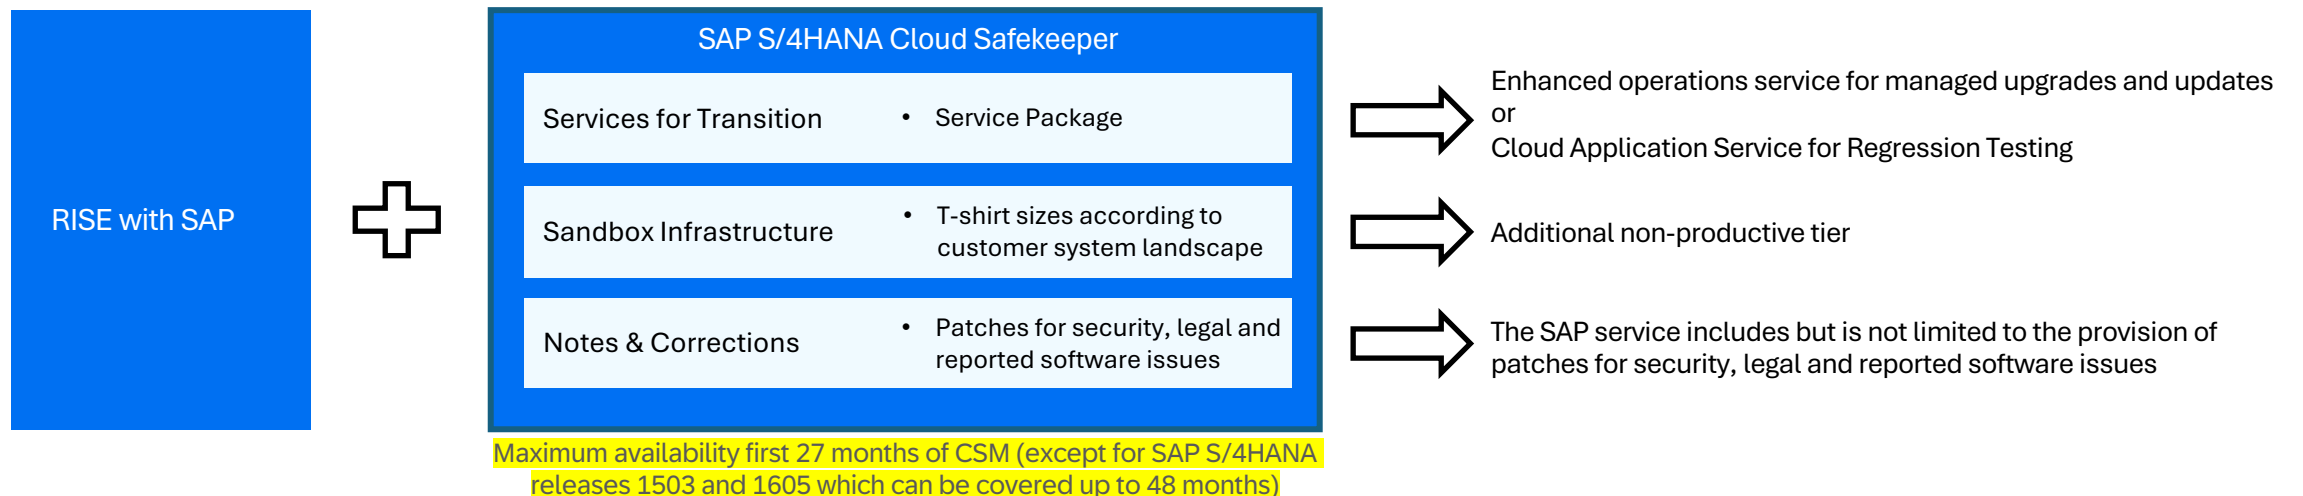 RISE with SAP
SAP S/4HANA Cloud Safekeeper
Services for Transition
• Service Package
Sandbox Infrastructure
• T-shirt sizes according to
customer system landscape
Notes & Corrections
• Patches for security, legal and
reported software issues
Enhanced operations service for managed upgrades and updates
or
Cloud Application Service for Regression Testing
Additional non-productive tier
The SAP service includes but is not limited to the provision of
patches for security, legal and reported software issues
Maximum availability first 27 months of CSM (except for SAP S/4HANA
releases 1503 and 1605 which can be covered up to 48 months)